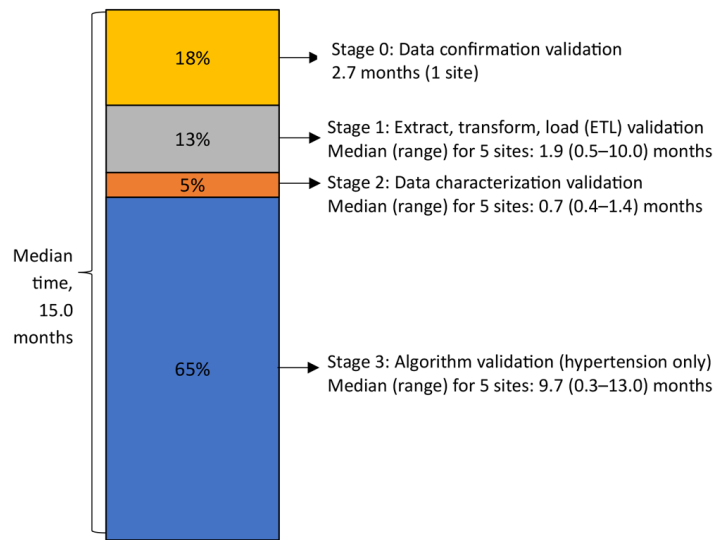 18%
Stage 0: Data confirmation validation
2.7 months (1 site)
13%
Stage 1: Extract, transform, load (ETL) validation
Median (range) for 5 sites: 1.9 (0.5–10.0) months
5%
Stage 2: Data characterization validation
Median (range) for 5 sites: 0.7 (0.4–1.4) months
Median
time,
15.0
months
65%
Stage 3: Algorithm validation (hypertension only)
Median (range) for 5 sites: 9.7 (0.3–13.0) months